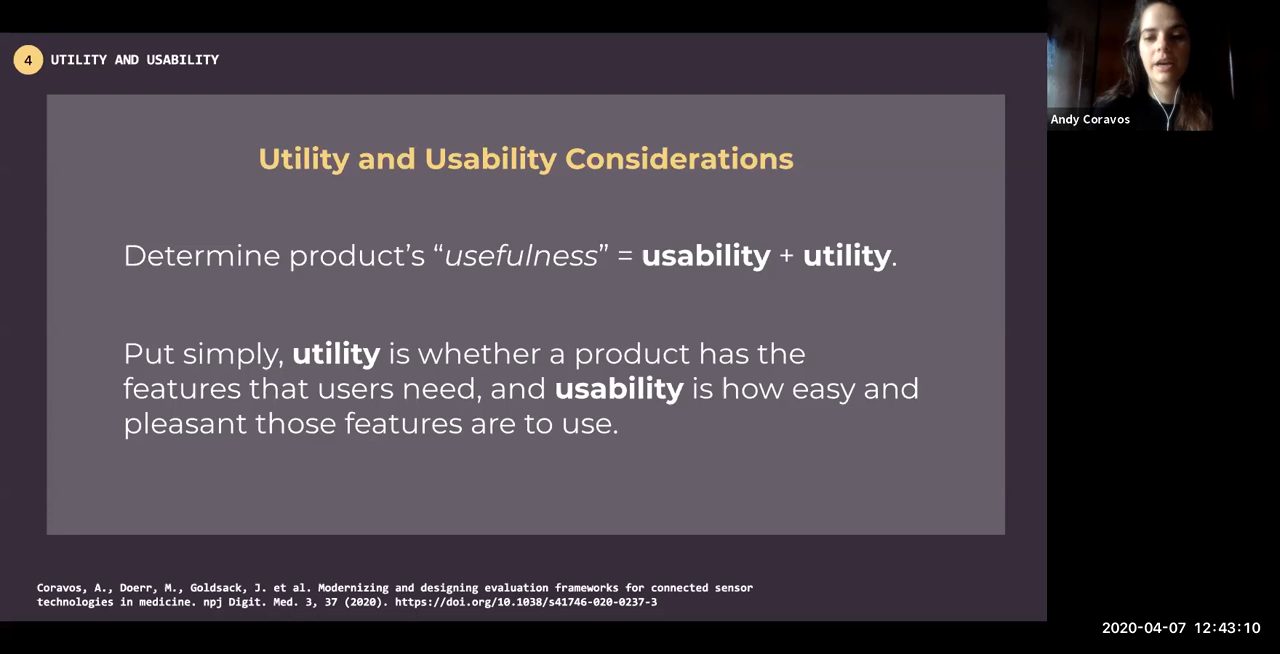 4 UTILITY AND USABILITY
Utility and Usability Considerations
Determine product’s “usefulness” = usability + utility.
Put simply, utility is whether a product has the
features that users need, and usability is how easy and
pleasant those features are to use.
Coravos, A., Doerr, M., Goldsack, J. et al. Modernizing and designing evaluation frameworks for connected sensor
technologies in medicine. npj Digit. Med. 3, 37 (2020). https://doi.org/10.1038/s41746-020-0237-3
Andy Coravos
2020-04-07 12:43:10